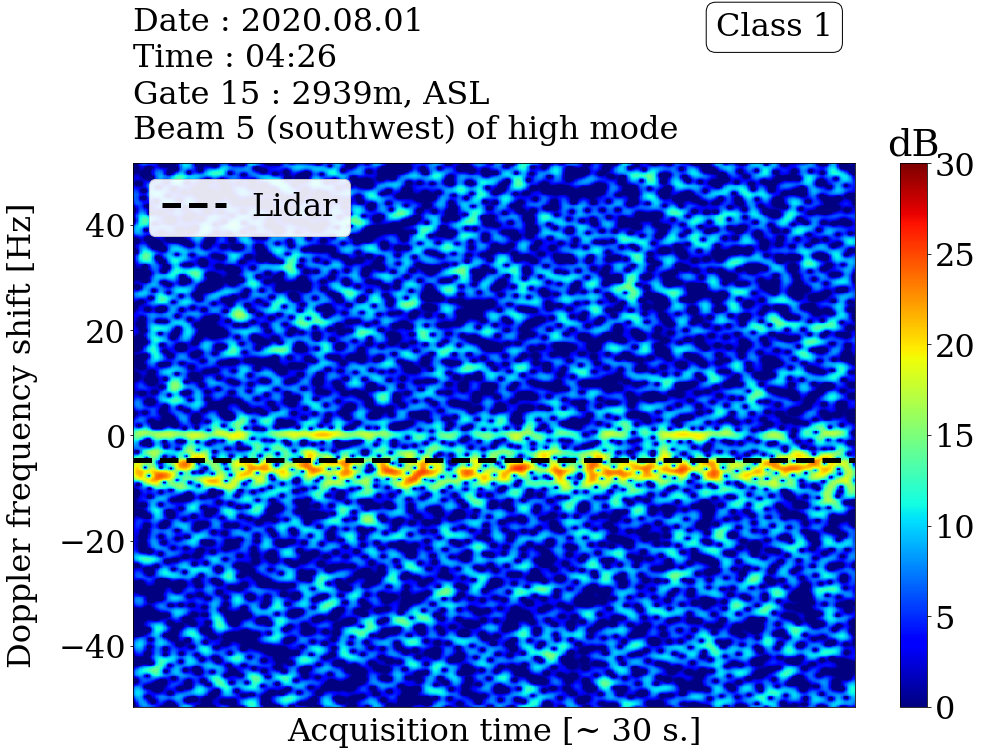 Date : 2020.08.01
Time : 04:26
Gate 15 : 2939m, ASL
Beam 5 (southwest) of high mode
Class 1
dB
Lidar
Doppler frequency shift [Hz]
40
20
0
−20
−40
30
25
20
15
10
5
0
Acquisition time [~ 30 s.]